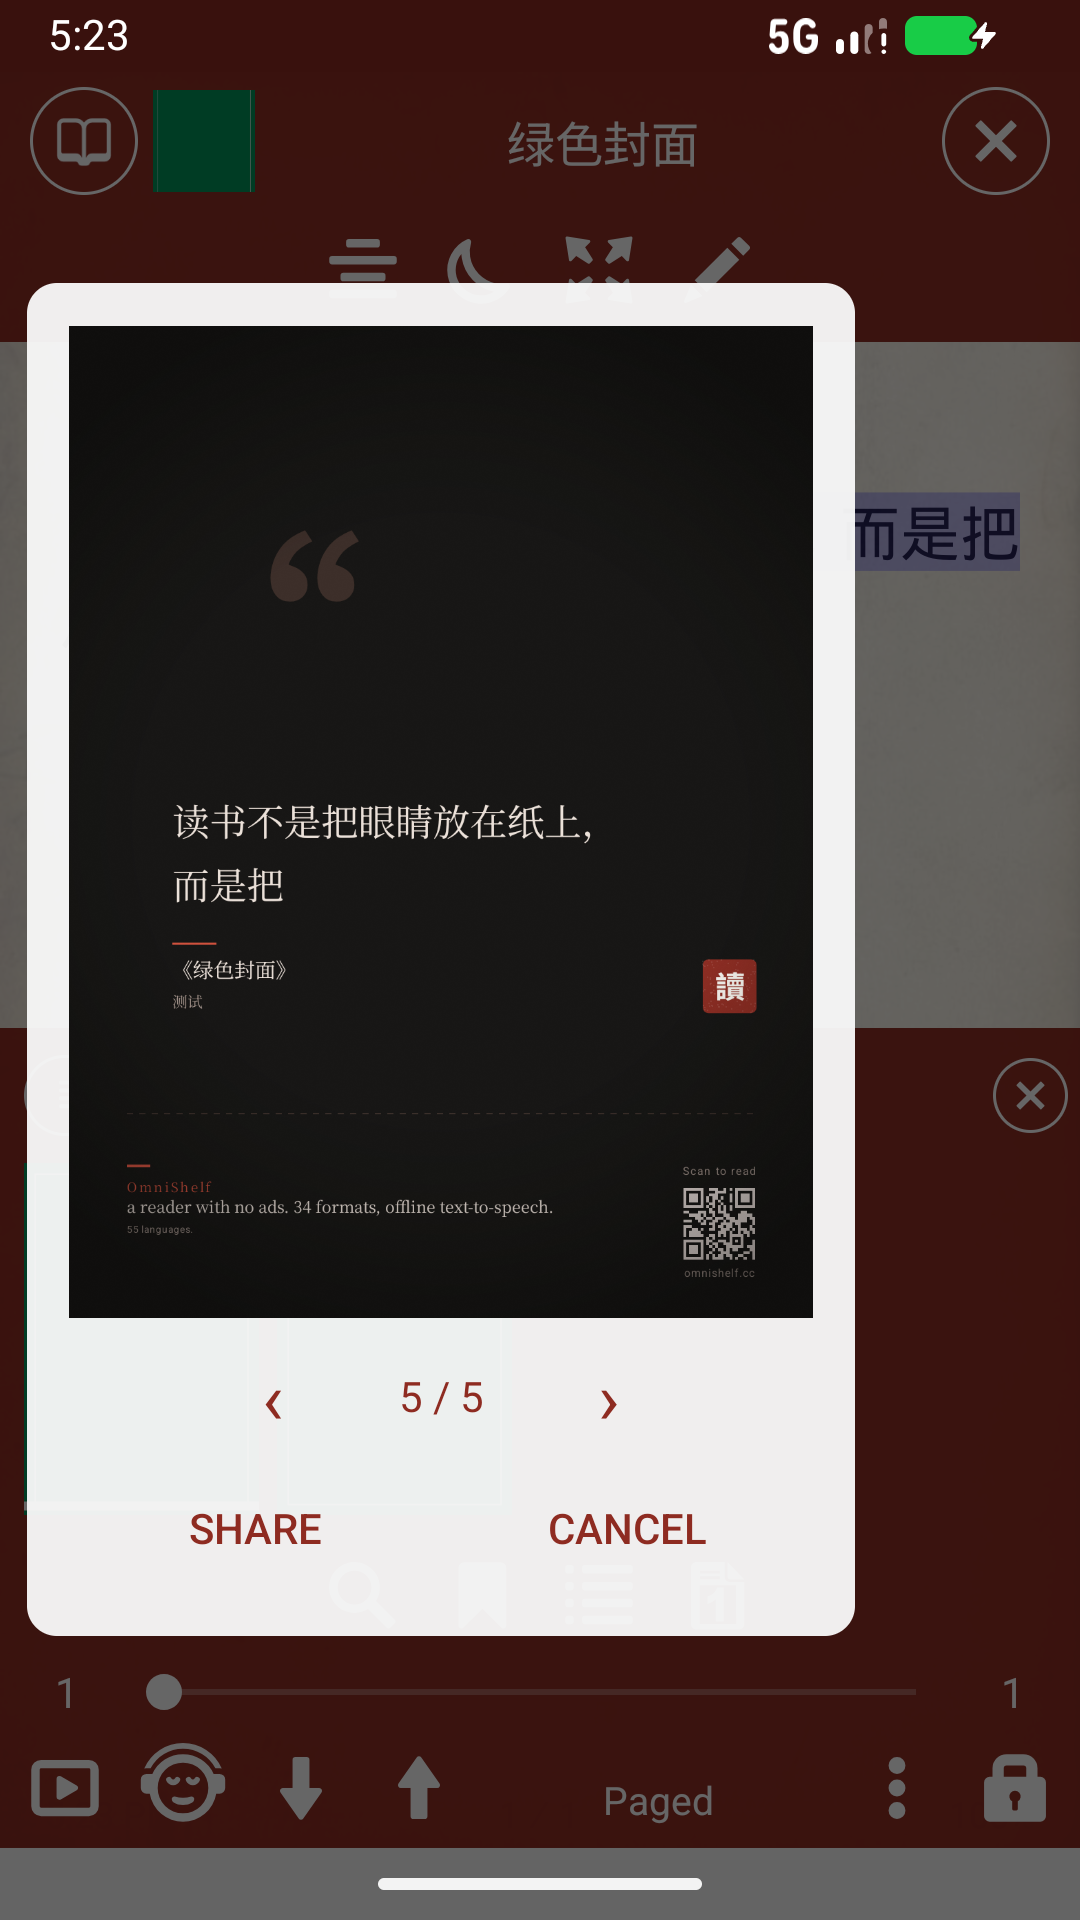 5:23
5G
绿色封面
而是把
“
读书不是把眼睛放在纸上，
而是把
《绿色封面》
测试
讀
OmniShelf
a reader with no ads. 34 formats, offline text-to-speech.
55 languages.
Scan to read
omnishelf.cc
‹ 5 / 5 ›
SHARE CANCEL
1 1
Paged